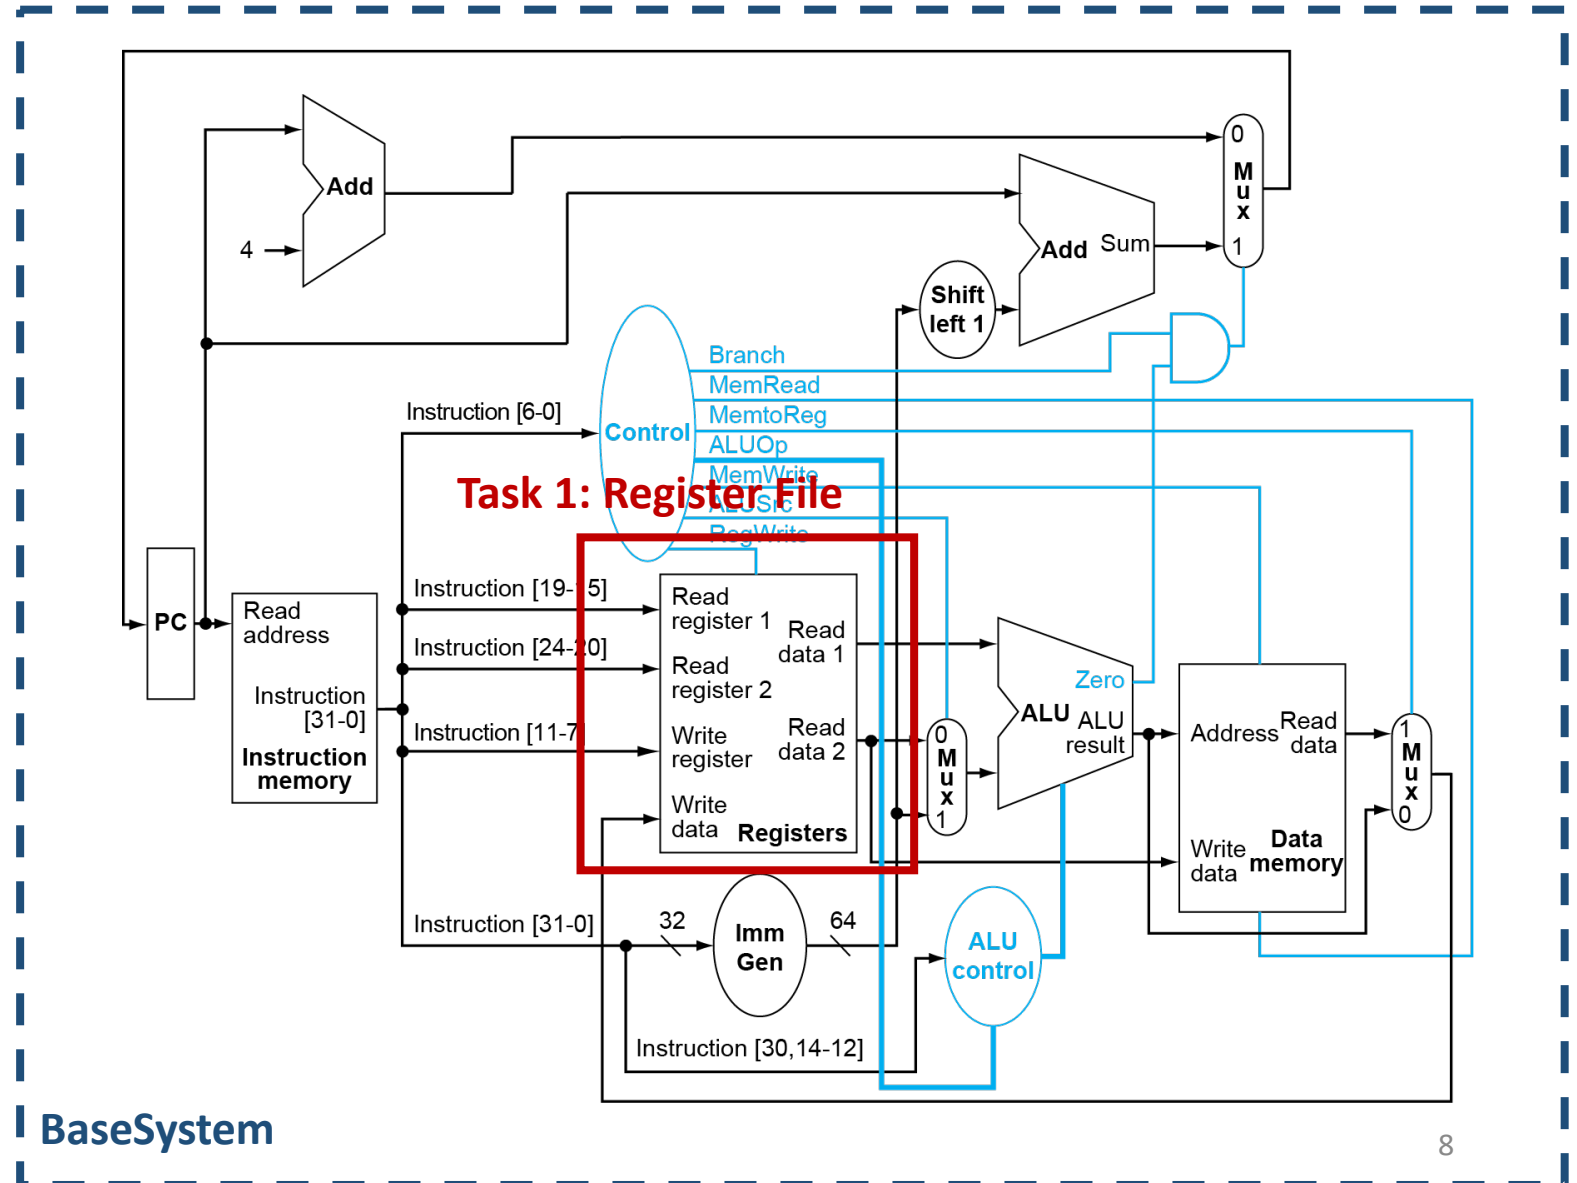 0
Mux
1
Add
4
Add
Sum
Shift
left 1
Branch
MemRead
MemtoReg
ALUOp
MemWrite
ALUSrc
RegWrite
Control
Instruction [6-0]
Task 1: Register File
PC
Read
address
Instruction
[31-0]
Instruction
memory
Instruction [19-15]
Instruction [24-20]
Instruction [11-7]
Read
register 1
Read
register 2
Write
register
Write
data
Read
data 1
Read
data 2
Registers
0
Mux
1
Zero
ALU
ALU
result
Address
Read
data
Write
data
Data
memory
1
Mux
0
Instruction [31-0]
32
Imm
Gen
64
ALU
control
Instruction [30,14-12]
BaseSystem
8